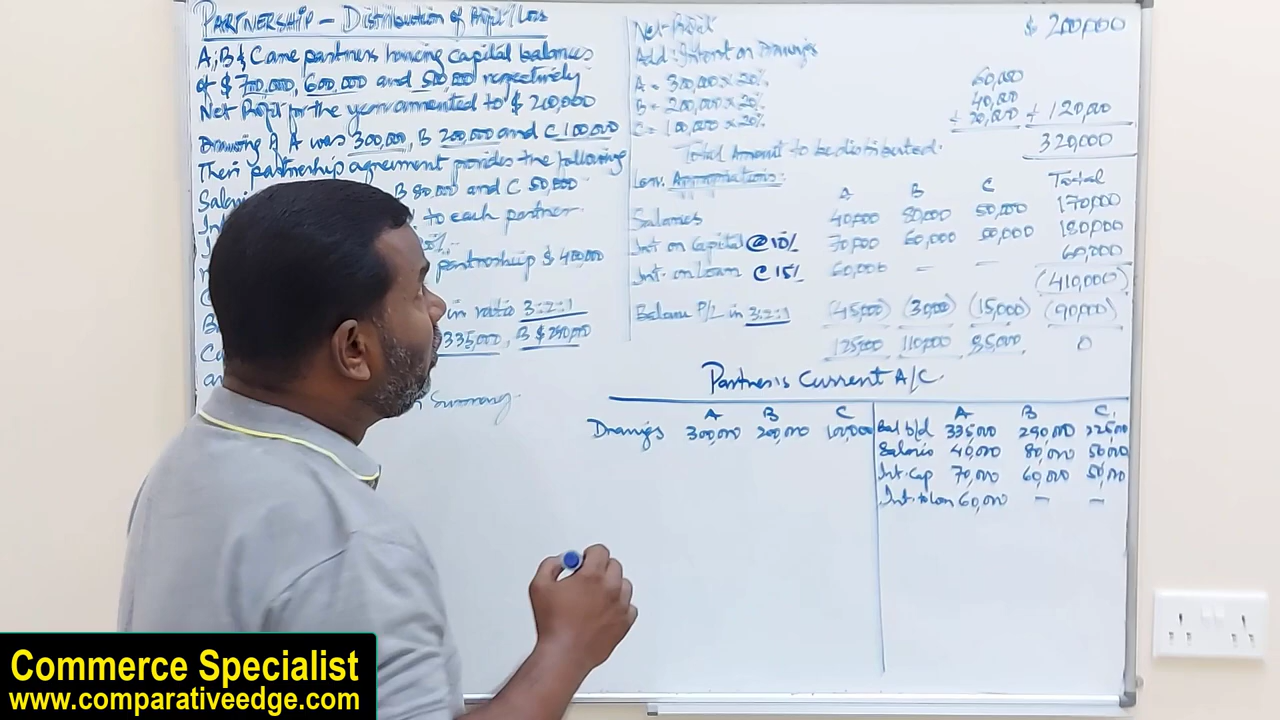 PARTNERSHIP – Distribution of Profit/Loss
A, B & C are partners having capital balances
of $ 700,000, 600,000 and 500,000 respectively
Net Profit for the year amounted to $ 200,000
Drawings of A was 300,000, B 200,000 and C 100,000
Their partnership agreement provides the following
B 80,000 and C 50,000
to each partner.
partnership $ 400,000
in ratio 3:2:1
335,000, B $ 290,000
Summary.
Net Profit $ 200,000
Add: Interest on Drawings
A = 300,000 x 20% 60,000
B = 200,000 x 20% 40,000
C = 100,000 x 20% + 20,000 + 120,000
Total Amount to be distributed. 320,000
Less: Appropriations:
A B C Total
Salaries 40,000 80,000 50,000 170,000
Int on Capital @ 10% 70,000 60,000 50,000 180,000
Int. on Loan @ 15% 60,000 – – 60,000
(410,000)
Balance P/L in 3:2:1 (45,000) (30,000) (15,000) (90,000)
125,000 110,000 85,000 0
Partner's Current A/C
A B C A B C
Drawings 300,000 200,000 100,000 Bal b/d 335,000 290,000 225,000
Salaries 40,000 80,000 50,000
Int. Cap 70,000 60,000 50,000
Int. to loan 60,000 – –
Commerce Specialist
www.comparativeedge.com